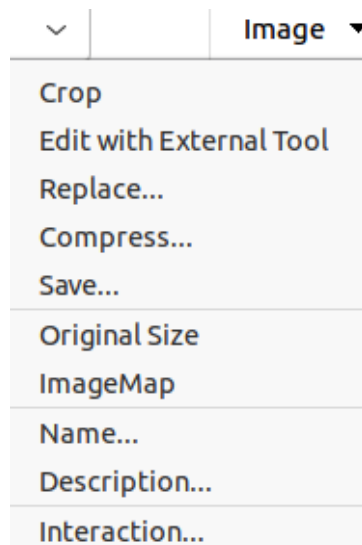 Image
Crop
Edit with External Tool
Replace...
Compress...
Save...
Original Size
ImageMap
Name...
Description...
Interaction...